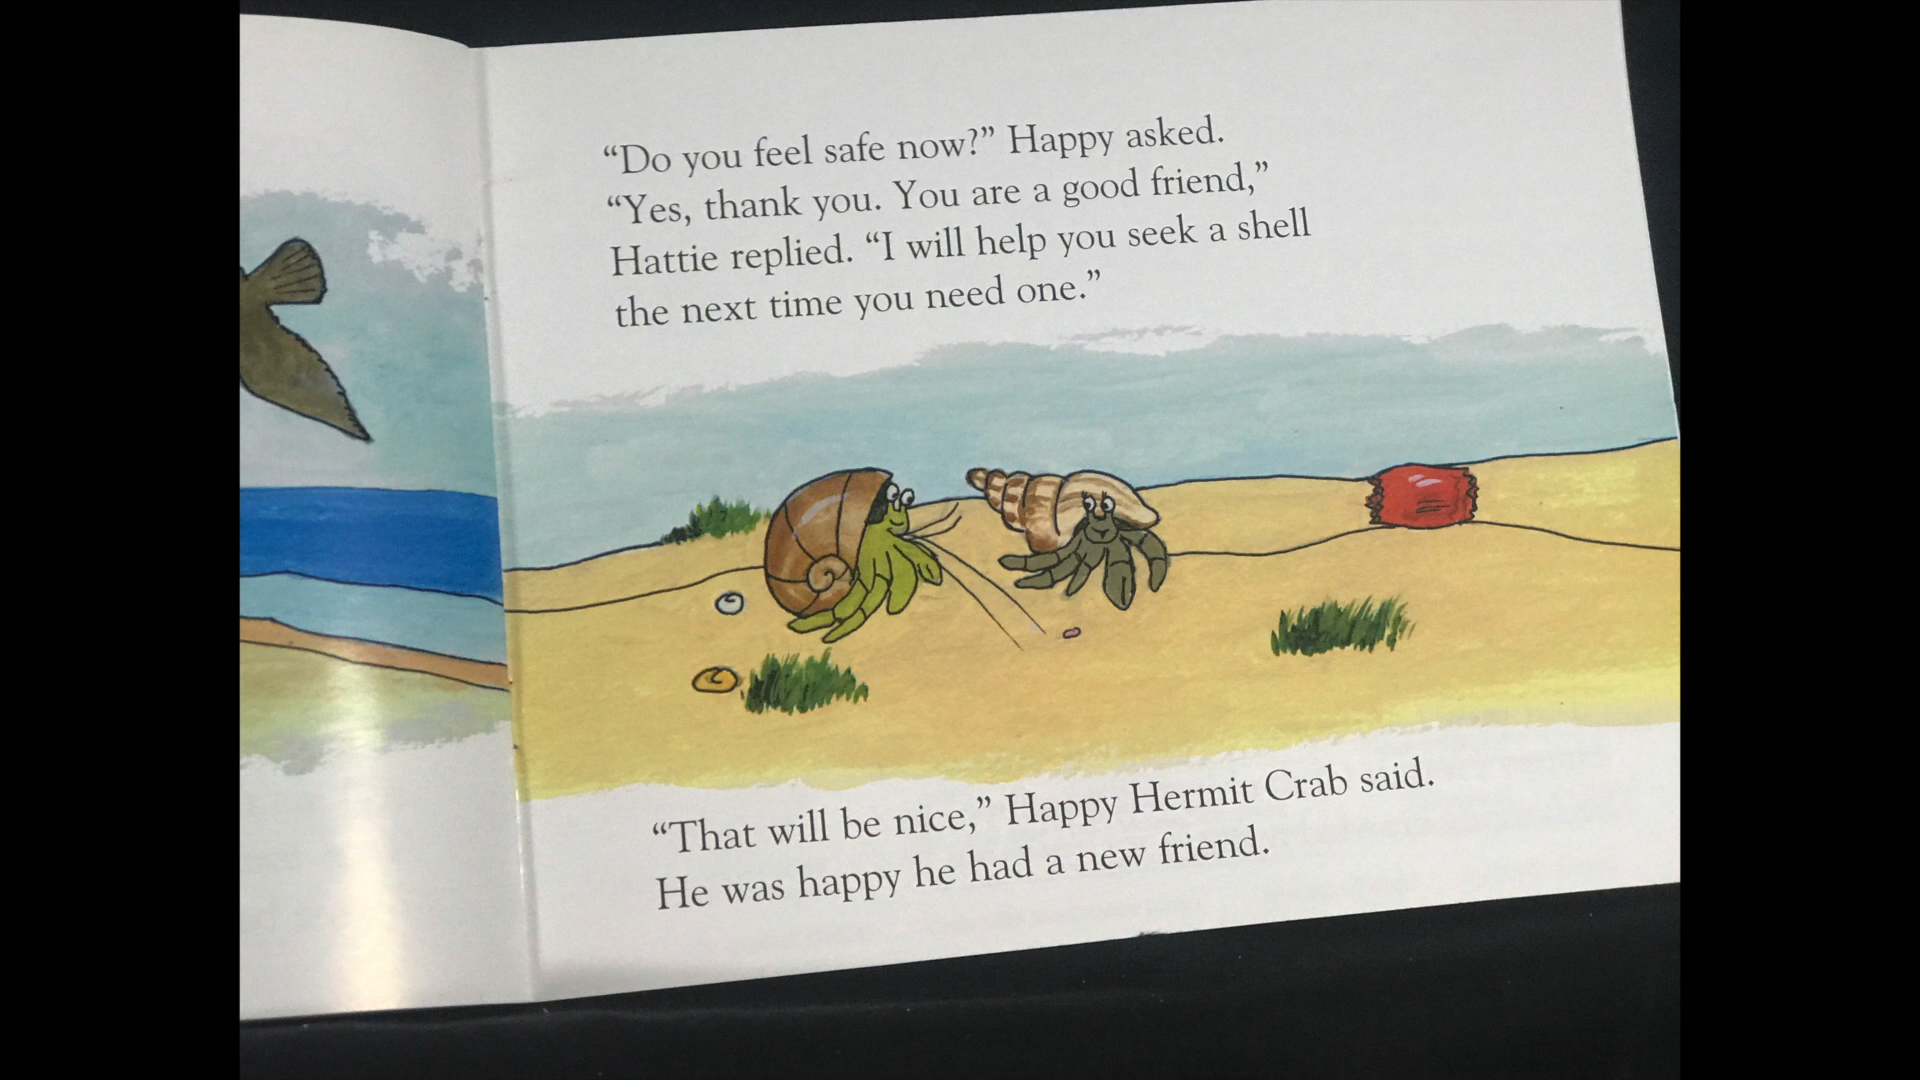 “Do you feel safe now?” Happy asked.
“Yes, thank you. You are a good friend,”
Hattie replied. “I will help you seek a shell
the next time you need one.”
“That will be nice,” Happy Hermit Crab said.
He was happy he had a new friend.